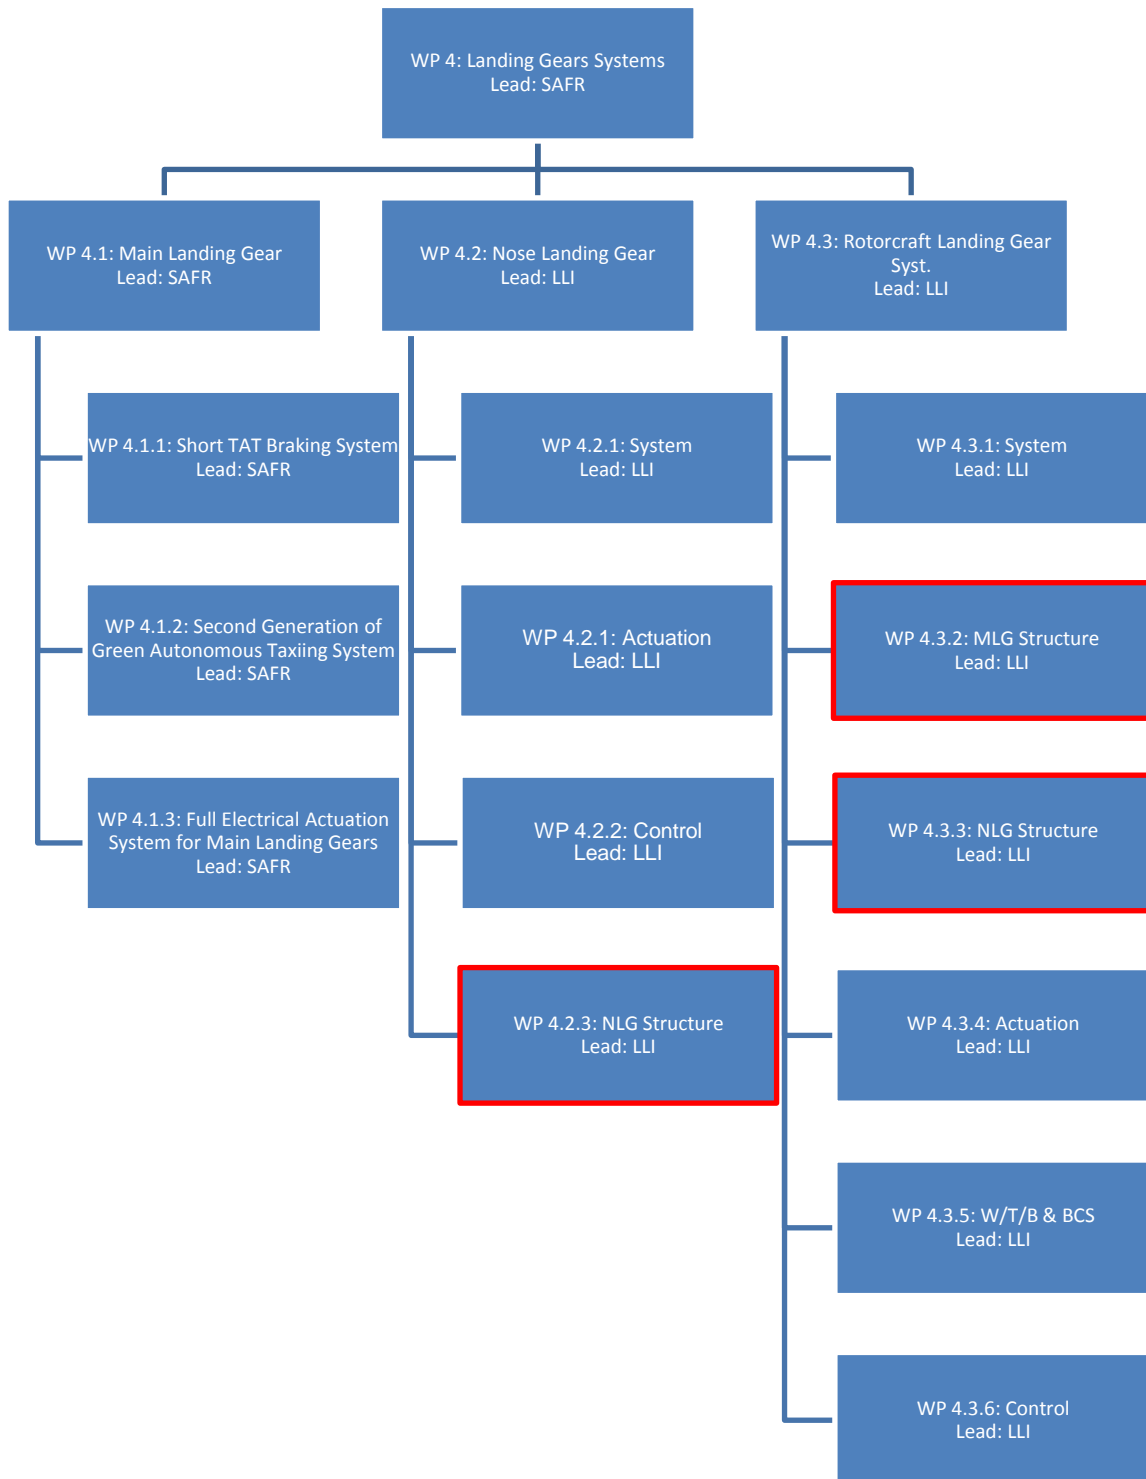 WP 4: Landing Gears Systems
Lead: SAFR
WP 4.1: Main Landing Gear
Lead: SAFR
WP 4.2: Nose Landing Gear
Lead: LLI
WP 4.3: Rotorcraft Landing Gear
Syst.
Lead: LLI
WP 4.1.1: Short TAT Braking System
Lead: SAFR
WP 4.1.2: Second Generation of
Green Autonomous Taxiing System
Lead: SAFR
WP 4.1.3: Full Electrical Actuation
System for Main Landing Gears
Lead: SAFR
WP 4.2.1: System
Lead: LLI
WP 4.2.1: Actuation
Lead: LLI
WP 4.2.2: Control
Lead: LLI
WP 4.2.3: NLG Structure
Lead: LLI
WP 4.3.1: System
Lead: LLI
WP 4.3.2: MLG Structure
Lead: LLI
WP 4.3.3: NLG Structure
Lead: LLI
WP 4.3.4: Actuation
Lead: LLI
WP 4.3.5: W/T/B & BCS
Lead: LLI
WP 4.3.6: Control
Lead: LLI